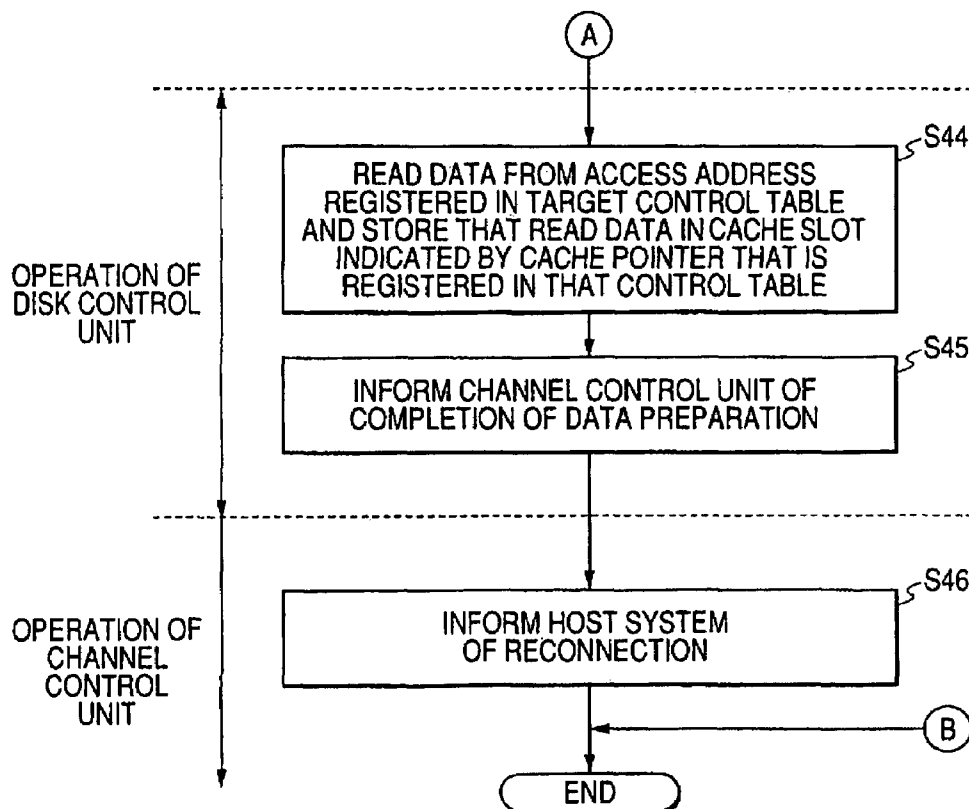 A
S44
READ DATA FROM ACCESS ADDRESS
REGISTERED IN TARGET CONTROL TABLE
AND STORE THAT READ DATA IN CACHE SLOT
INDICATED BY CACHE POINTER THAT IS
REGISTERED IN THAT CONTROL TABLE
OPERATION OF
DISK CONTROL
UNIT
S45
INFORM CHANNEL CONTROL UNIT OF
COMPLETION OF DATA PREPARATION
S46
INFORM HOST SYSTEM
OF RECONNECTION
OPERATION OF
CHANNEL
CONTROL
UNIT
B
END